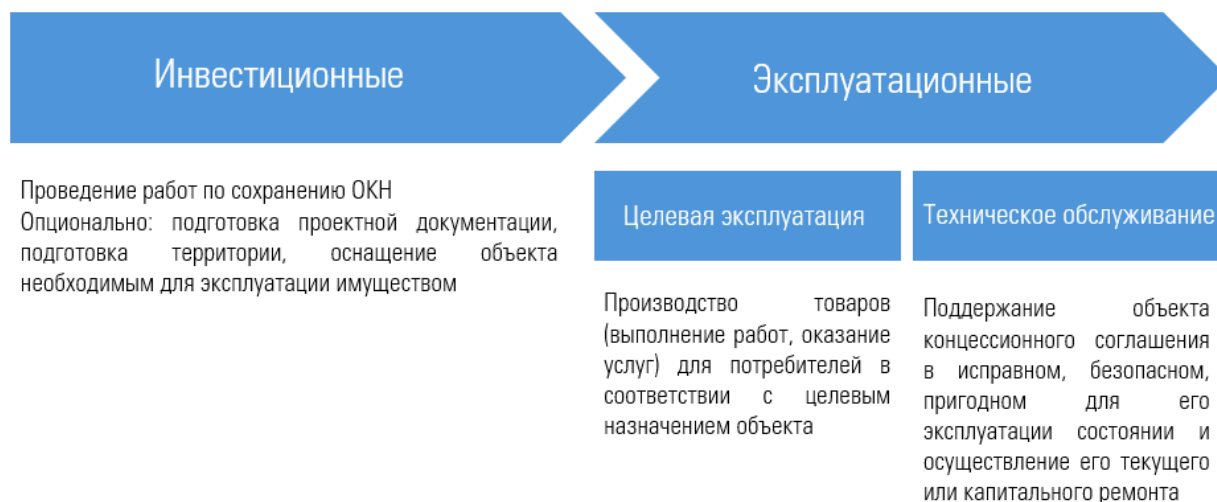 Инвестиционные
Эксплуатационные
Проведение работ по сохранению ОКН
Опционально: подготовка проектной документации,
подготовка территории, оснащение объекта
необходимым для эксплуатации имуществом
Целевая эксплуатация
Производство товаров
(выполнение работ, оказание
услуг) для потребителей в
соответствии с целевым
назначением объекта
Техническое обслуживание
Поддержание объекта
концессионного соглашения
в исправном, безопасном,
пригодном для его
эксплуатации состоянии и
осуществление его текущего
или капитального ремонта